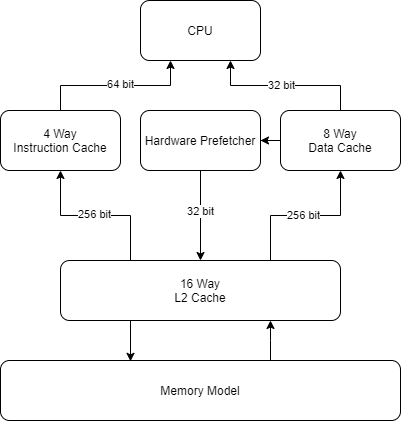 CPU
64 bit
32 bit
4 Way
Instruction Cache
Hardware Prefetcher
8 Way
Data Cache
256 bit
32 bit
256 bit
16 Way
L2 Cache
Memory Model